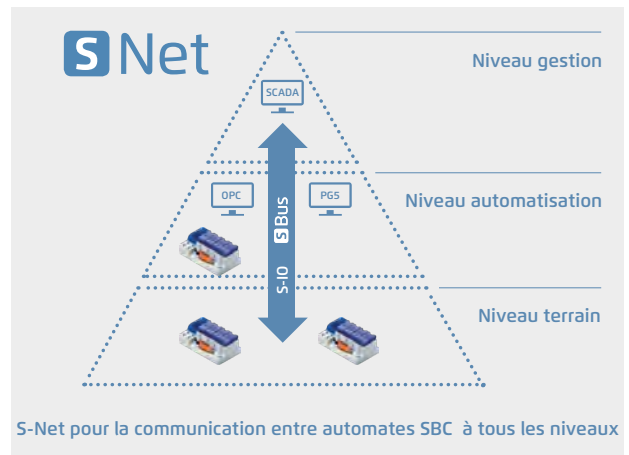 S Net
Niveau gestion
SCADA
Niveau automatisation
OPC
PG5
S-IO S Bus
Niveau terrain
S-Net pour la communication entre automates SBC à tous les niveaux